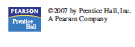 PEARSON
Prentice
Hall
©2007 by Prentice Hall, Inc.
A Pearson Company